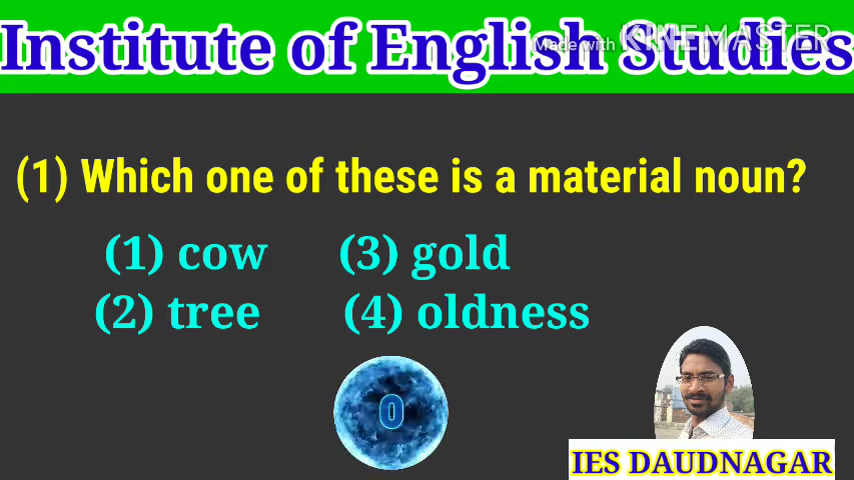 Institute of English Studies
Made with KINEMASTER
(1) Which one of these is a material noun?
(1) cow (3) gold
(2) tree (4) oldness
0
IES DAUDNAGAR